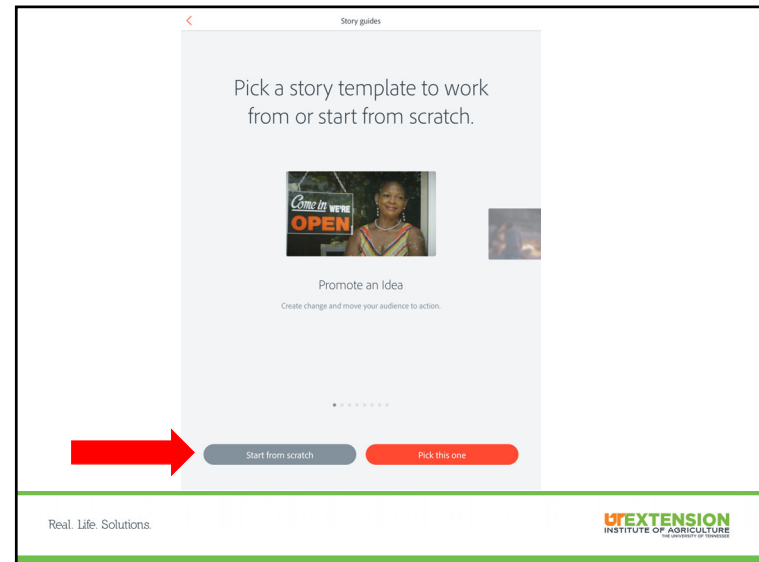 Story guides
Pick a story template to work
from or start from scratch.
Come in WE'RE
OPEN
Promote an Idea
Create change and move your audience to action.
Start from scratch
Pick this one
Real. Life. Solutions.
UTEXTENSION
INSTITUTE OF AGRICULTURE
THE UNIVERSITY OF TENNESSEE